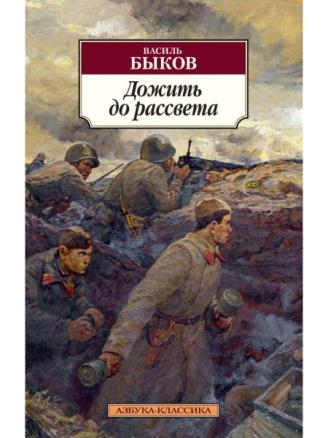 ВАСИЛЬ
БЫКОВ
Дожить
до рассвета
АЗБУКА-КЛАССИКА